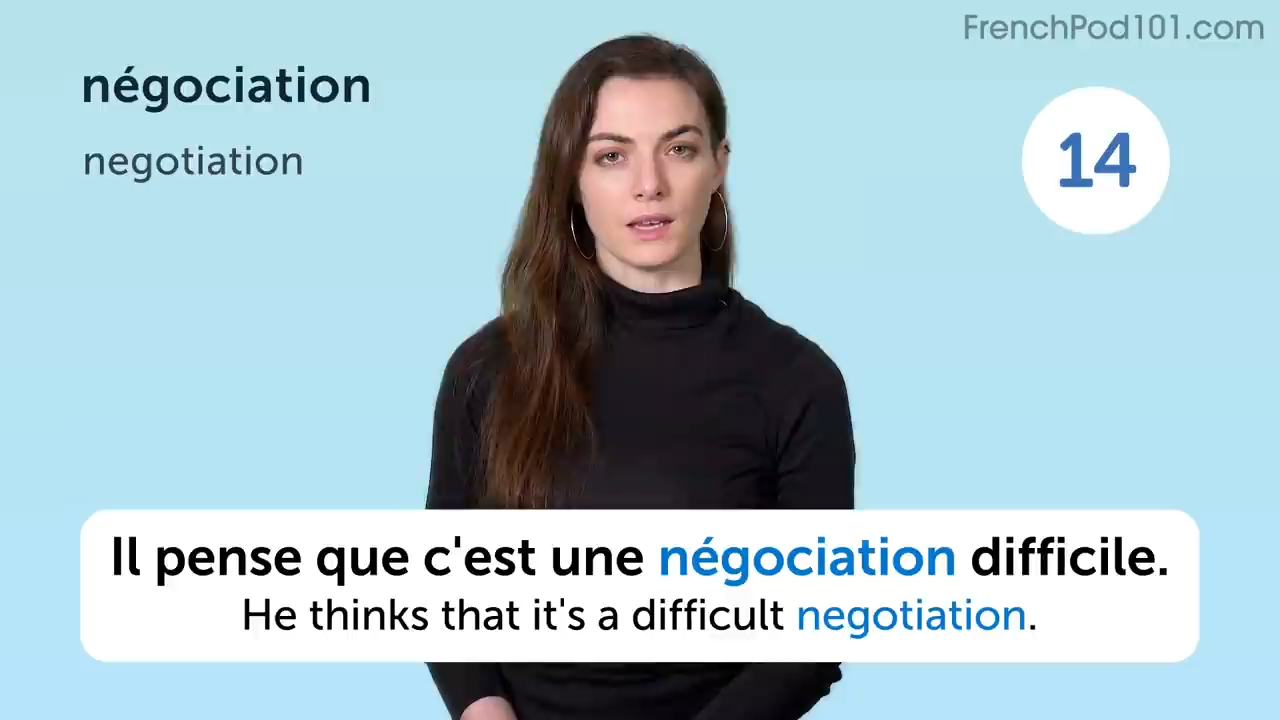 FrenchPod101.com
négociation
negotiation
14
Il pense que c'est une négociation difficile.
He thinks that it's a difficult negotiation.